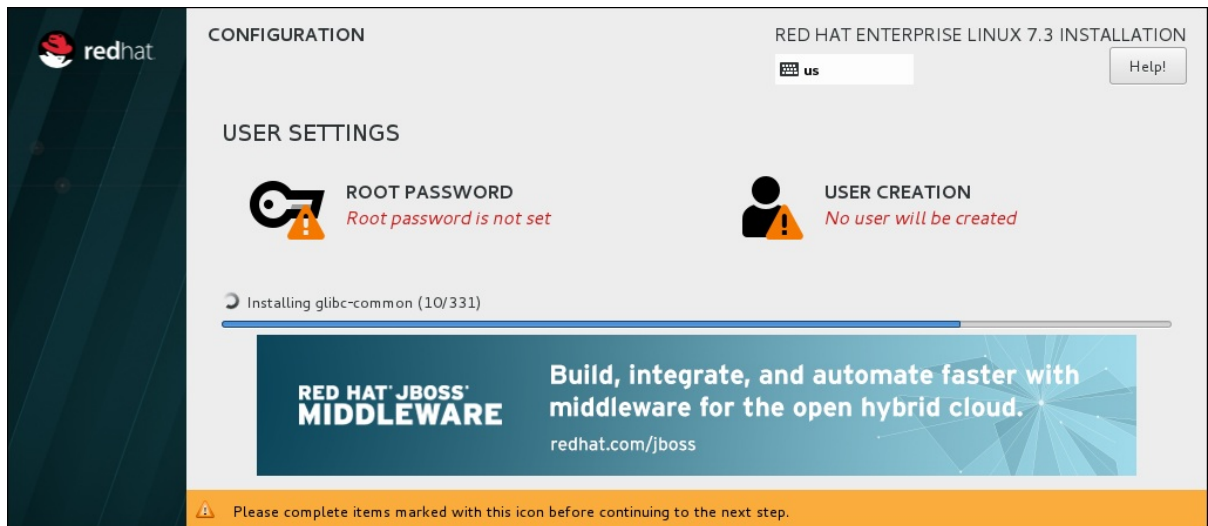 redhat.
CONFIGURATION
RED HAT ENTERPRISE LINUX 7.3 INSTALLATION
us
Help!
USER SETTINGS
ROOT PASSWORD
Root password is not set
USER CREATION
No user will be created
Installing glibc-common (10/331)
RED HAT® JBOSS®
MIDDLEWARE
Build, integrate, and automate faster with
middleware for the open hybrid cloud.
redhat.com/jboss
Please complete items marked with this icon before continuing to the next step.